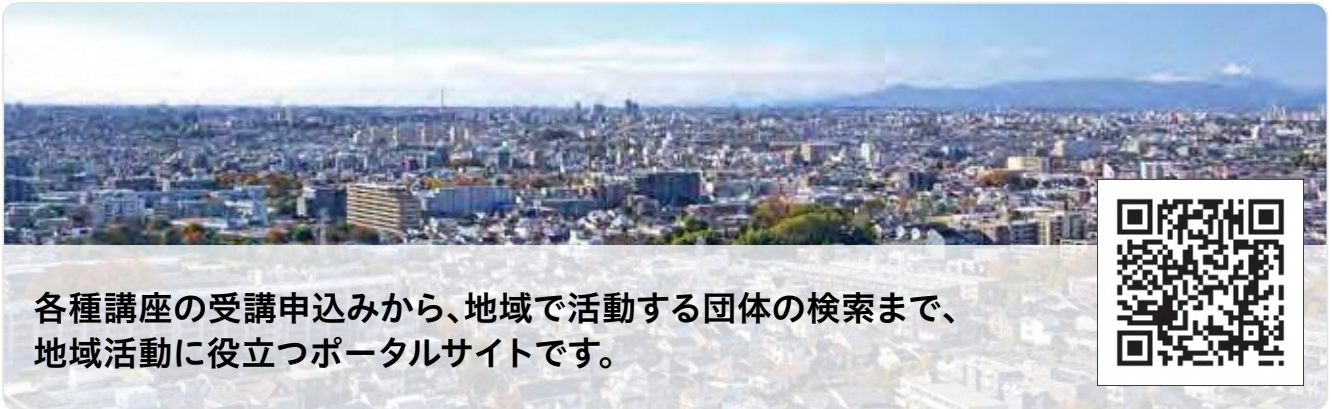 各種講座の受講申込みから、地域で活動する団体の検索まで、
地域活動に役立つポータルサイトです。